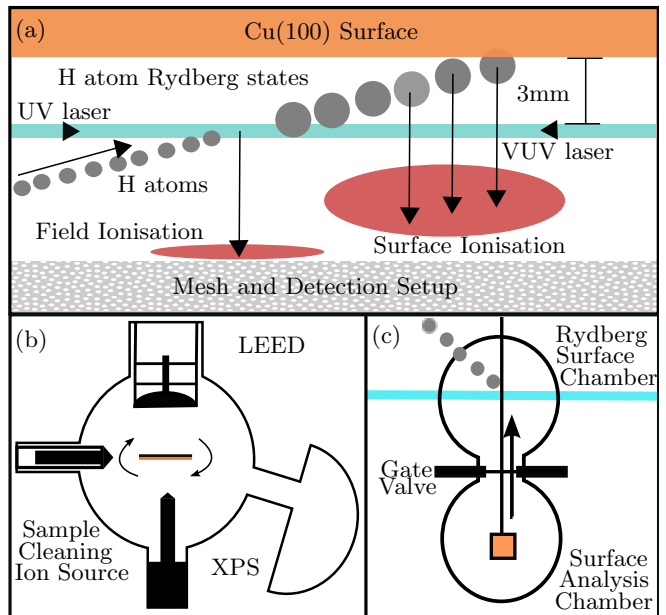 (a)
Cu(100) Surface
H atom Rydberg states
3mm
UV laser
VUV laser
H atoms
Field Ionisation
Surface Ionisation
Mesh and Detection Setup
(b)
LEED
Sample
Cleaning
Ion Source
XPS
(c)
Rydberg
Surface
Chamber
Gate
Valve
Surface
Analysis
Chamber